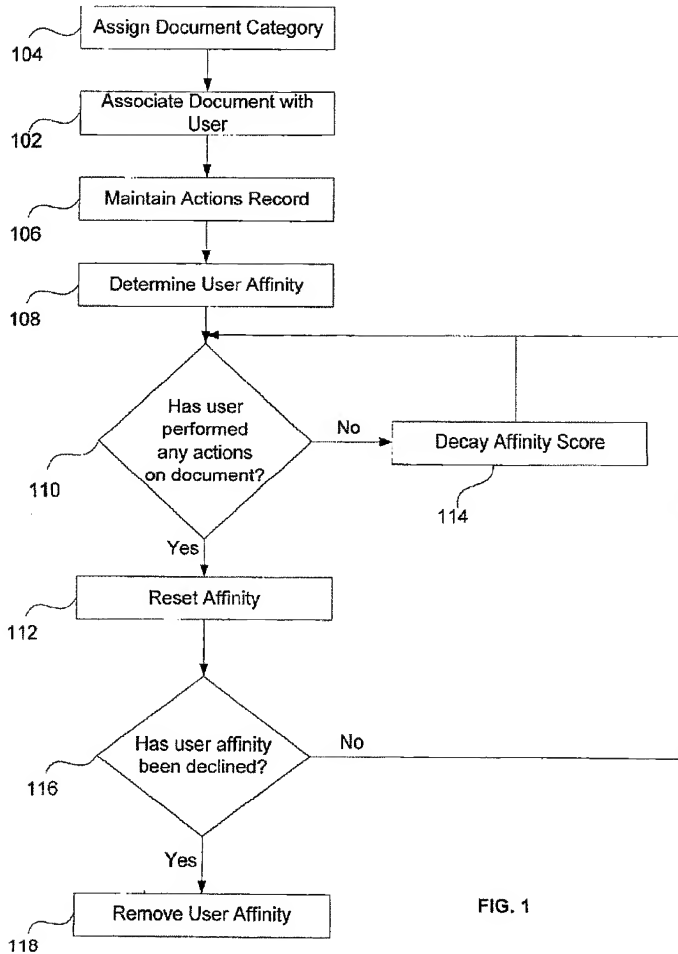 Assign Document Category
104
Associate Document with
User
102
Maintain Actions Record
106
Determine User Affinity
108
Has user
performed
any actions
on document?
110
No
Decay Affinity Score
114
Yes
Reset Affinity
112
Has user affinity
been declined?
116
No
Yes
Remove User Affinity
118
FIG. 1